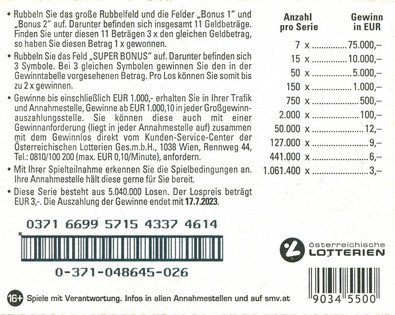 • Rubbeln Sie das große Rubbelfeld und die Felder „Bonus 1" und
„Bonus 2" auf. Darunter befinden sich insgesamt 11 Geldbeträge.
Finden Sie unter diesen 11 Beträgen 3 x den gleichen Geldbetrag,
so haben Sie diesen Betrag 1 x gewonnen.
• Rubbeln Sie das Feld „SUPER BONUS" auf. Darunter befinden sich
3 Symbole. Bei 3 gleichen Symbolen gewinnen Sie den in der
Gewinntabelle vorgesehenen Betrag. Pro Los können Sie somit bis
zu 2 x gewinnen.
• Gewinne bis einschließlich EUR 1.000,- erhalten Sie in Ihrer Trafik
und Annahmestelle, Gewinne ab EUR 1.000,10 in jeder Großgewinn-
auszahlungsstelle. Sie können diese auch mit einer
Gewinnanforderung (liegt in jeder Annahmestelle auf) zusammen
mit dem Gewinnlos direkt vom Kunden-Service-Center der
Österreichischen Lotterien Ges.m.b.H., 1038 Wien, Rennweg 44,
Tel.: 0810/100 200 (max. EUR 0,10/Minute), anfordern.
• Mit Ihrer Spielteilnahme erkennen Sie die Spielbedingungen an.
Ihre Annahmestelle hält diese gerne für Sie bereit.
• Diese Serie besteht aus 5.040.000 Losen. Der Lospreis beträgt
EUR 3,-. Die Auszahlung der Gewinne endet mit 17.7.2023.
Anzahl Gewinn
pro Serie in EUR
7 x ............... 75.000,–
15 x ............... 10.000,–
50 x ............... 5.000,–
150 x ............... 1.000,–
750 x ............... 500,–
2.000 x ............... 100,–
50.000 x ............... 12,–
127.000 x ............... 9,–
441.000 x ............... 6,–
1.061.400 x ............... 3,–
0371 6699 5715 4337 4614
0-371-048645-026
österreichische
LOTTERIEN
16+ Spiele mit Verantwortung. Infos in allen Annahmestellen und auf smv.at
9034 5500